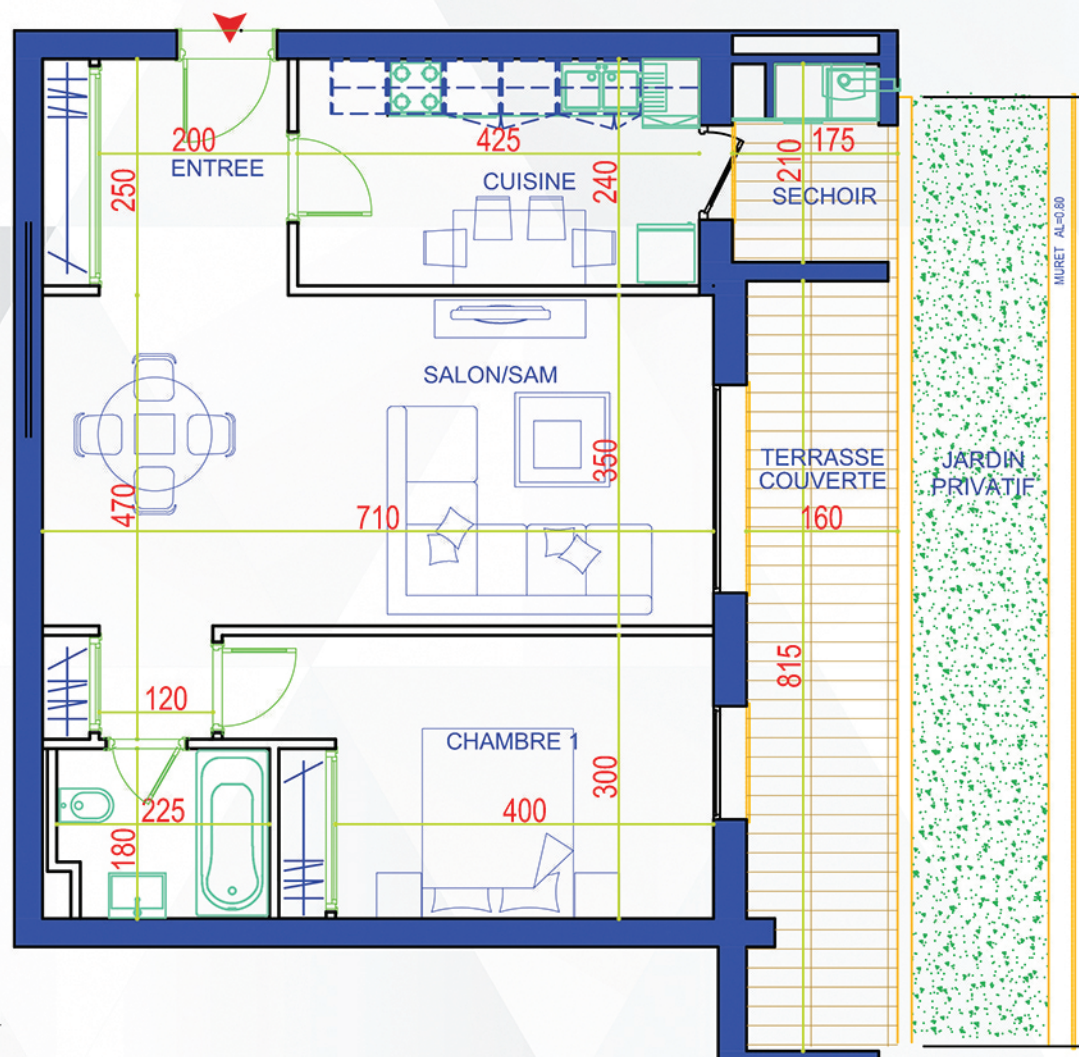 200
ENTREE
250
425
CUISINE
240
210
175
SECHOIR
MURET AL=0.80
SALON/SAM
350
470
710
TERRASSE
COUVERTE
160
JARDIN
PRIVATIF
815
120
CHAMBRE 1
300
400
225
180